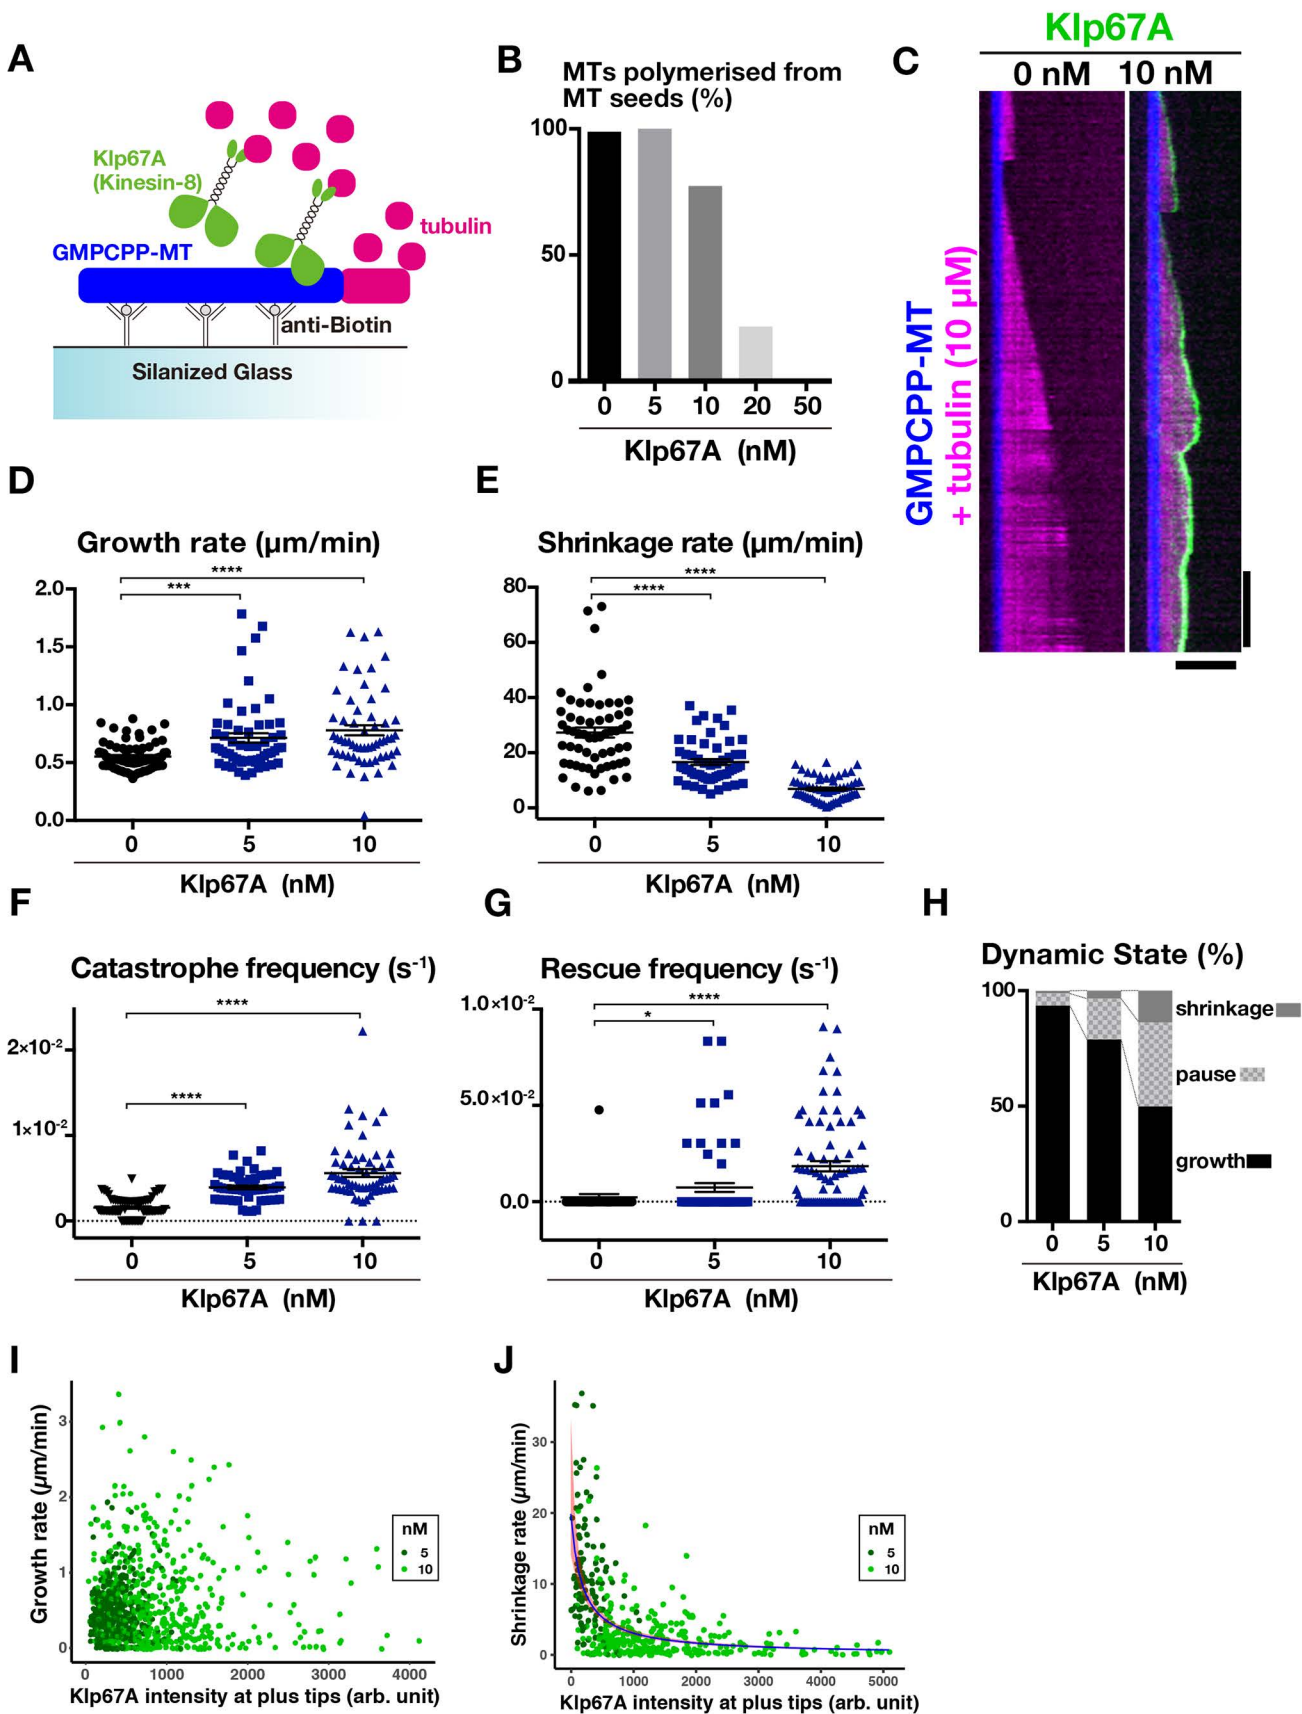 A
Klp67A
(Kinesin-8)
tubulin
GMPCPP-MT
anti-Biotin
Silanized Glass
B
MTs polymerised from
MT seeds (%)
100
50
0
0 5 10 20 50
Klp67A (nM)
C
Klp67A
0 nM 10 nM
GMPCPP-MT
+ tubulin (10 µM)
D
Growth rate (µm/min)
****
***
2.0
1.5
1.0
0.5
0.0
0 5 10
Klp67A (nM)
E
Shrinkage rate (µm/min)
****
****
80
60
40
20
0
0 5 10
Klp67A (nM)
F
Catastrophe frequency (s-1)
****
****
2×10-2
1×10-2
0
0 5 10
Klp67A (nM)
G
Rescue frequency (s-1)
****
*
1.0×10-2
5.0×10-2
0.0
0 5 10
Klp67A (nM)
H
Dynamic State (%)
100
50
0
shrinkage
pause
growth
0 5 10
Klp67A (nM)
I
Growth rate (µm/min)
3
2
1
0
0 1000 2000 3000 4000
Klp67A intensity at plus tips (arb. unit)
nM
5
10
J
Shrinkage rate (µm/min)
30
20
10
0
0 1000 2000 3000 4000 5000
Klp67A intensity at plus tips (arb. unit)
nM
5
10